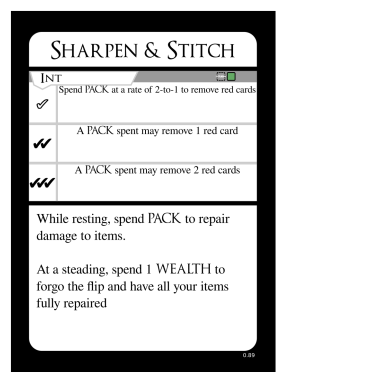 SHARPEN & STITCH
INT
Spend PACK at a rate of 2-to-1 to remove red cards
A PACK spent may remove 1 red card
A PACK spent may remove 2 red cards
While resting, spend PACK to repair
damage to items.
At a steading, spend 1 WEALTH to
forgo the flip and have all your items
fully repaired
0.89